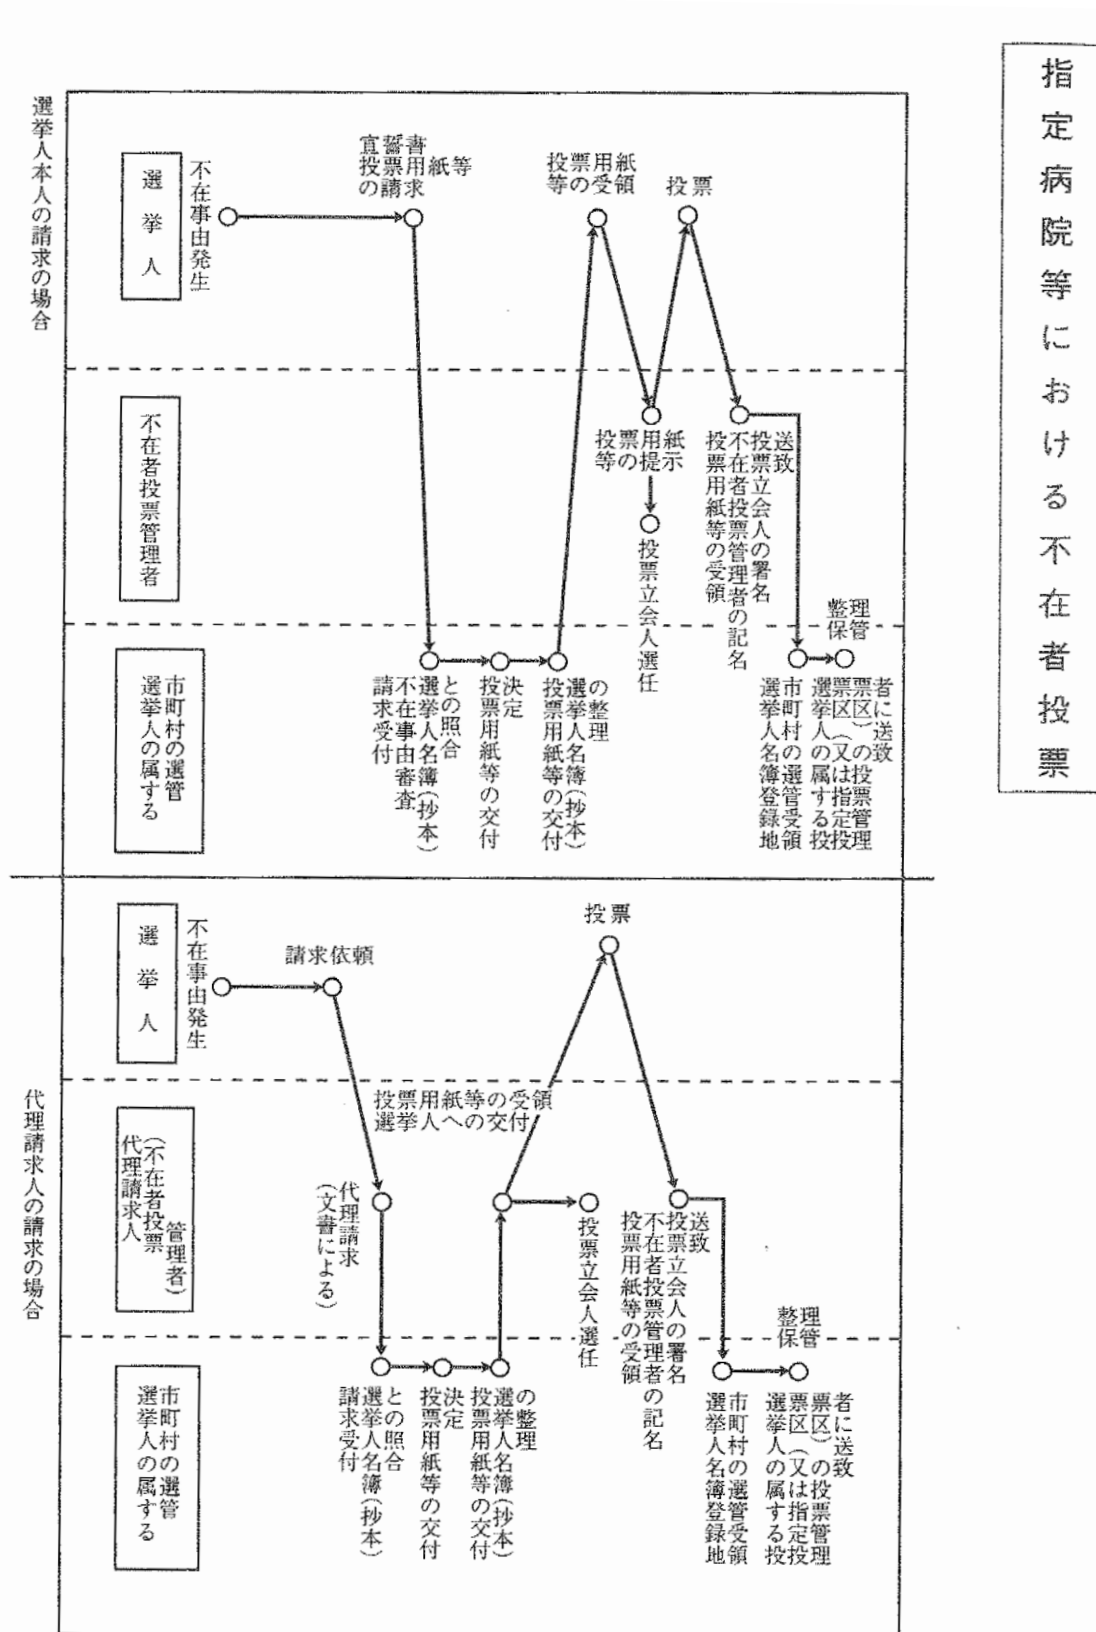 指定病院等における不在者投票
選挙人本人の請求の場合
選挙人
不在事由発生
宣誓書
投票用紙等
の請求
投票用紙
等の受領
投票
不在者投票管理者
投票用紙
等の提示
投票立会人選任
投票用紙等の受領
不在者投票管理者の記名
投票立会人の署名
送致
選挙人の属する
市町村の選管
請求受付
不在事由審査
選挙人名簿(抄本)
との照合
投票用紙等の交付
決定
投票用紙等の交付
選挙人名簿(抄本)
の整理
選挙人名簿登録地
市町村の選管受領
整理
保管
選挙人の属する投
票区(又は指定投
票区)の投票管理
者に送致
代理請求人の請求の場合
選挙人
不在事由発生
請求依頼
投票
代理請求人
(不在者投票
管理者)
代理請求
(文書による)
投票用紙等の受領
選挙人への交付
投票立会人選任
投票用紙等の受領
不在者投票管理者の記名
投票立会人の署名
送致
選挙人の属する
市町村の選管
請求受付
選挙人名簿(抄本)
との照合
投票用紙等の交付
決定
投票用紙等の交付
選挙人名簿(抄本)
の整理
選挙人名簿登録地
市町村の選管受領
整理
保管
選挙人の属する投
票区(又は指定投
票区)の投票管理
者に送致